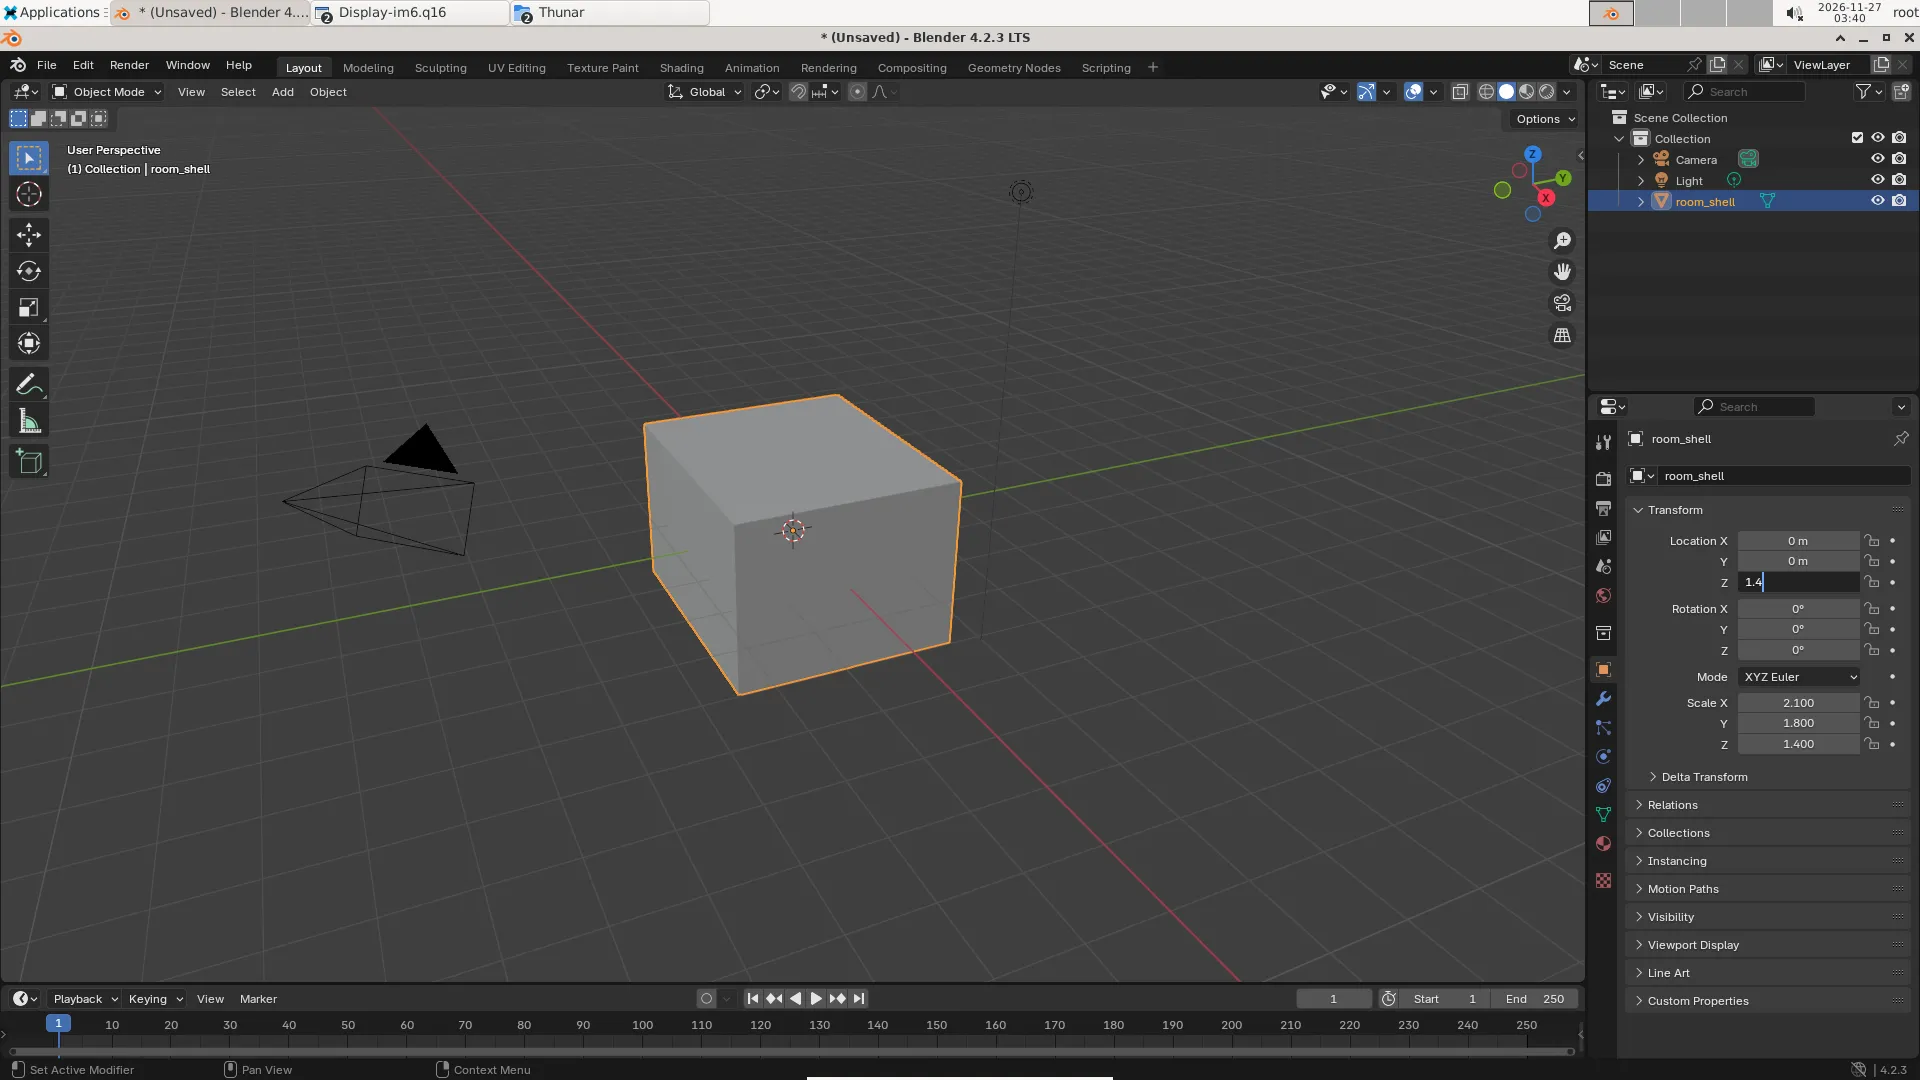 Applications
* (Unsaved) - Blender 4....
2
Display-im6.q16
2
Thunar
2026-11-27
03:40
root
* (Unsaved) - Blender 4.2.3 LTS
File
Edit
Render
Window
Help
Layout
Modeling
Sculpting
UV Editing
Texture Paint
Shading
Animation
Rendering
Compositing
Geometry Nodes
Scripting
Scene
ViewLayer
Object Mode
View
Select
Add
Object
Global
Search
Options
User Perspective
(1) Collection | room_shell
Z
Y
X
Scene Collection
Collection
Camera
Light
room_shell
Search
room_shell
room_shell
Transform
Location X 0 m
Y 0 m
Z 1.4
Rotation X 0°
Y 0°
Z 0°
Mode XYZ Euler
Scale X 2.100
Y 1.800
Z 1.400
Delta Transform
Relations
Collections
Instancing
Motion Paths
Visibility
Viewport Display
Line Art
Custom Properties
Playback
Keying
View
Marker
1
Start 1
End 250
1 10 20 30 40 50 60 70 80 90 100 110 120 130 140 150 160 170 180 190 200 210 220 230 240 250
Set Active Modifier
Pan View
Context Menu
4.2.3